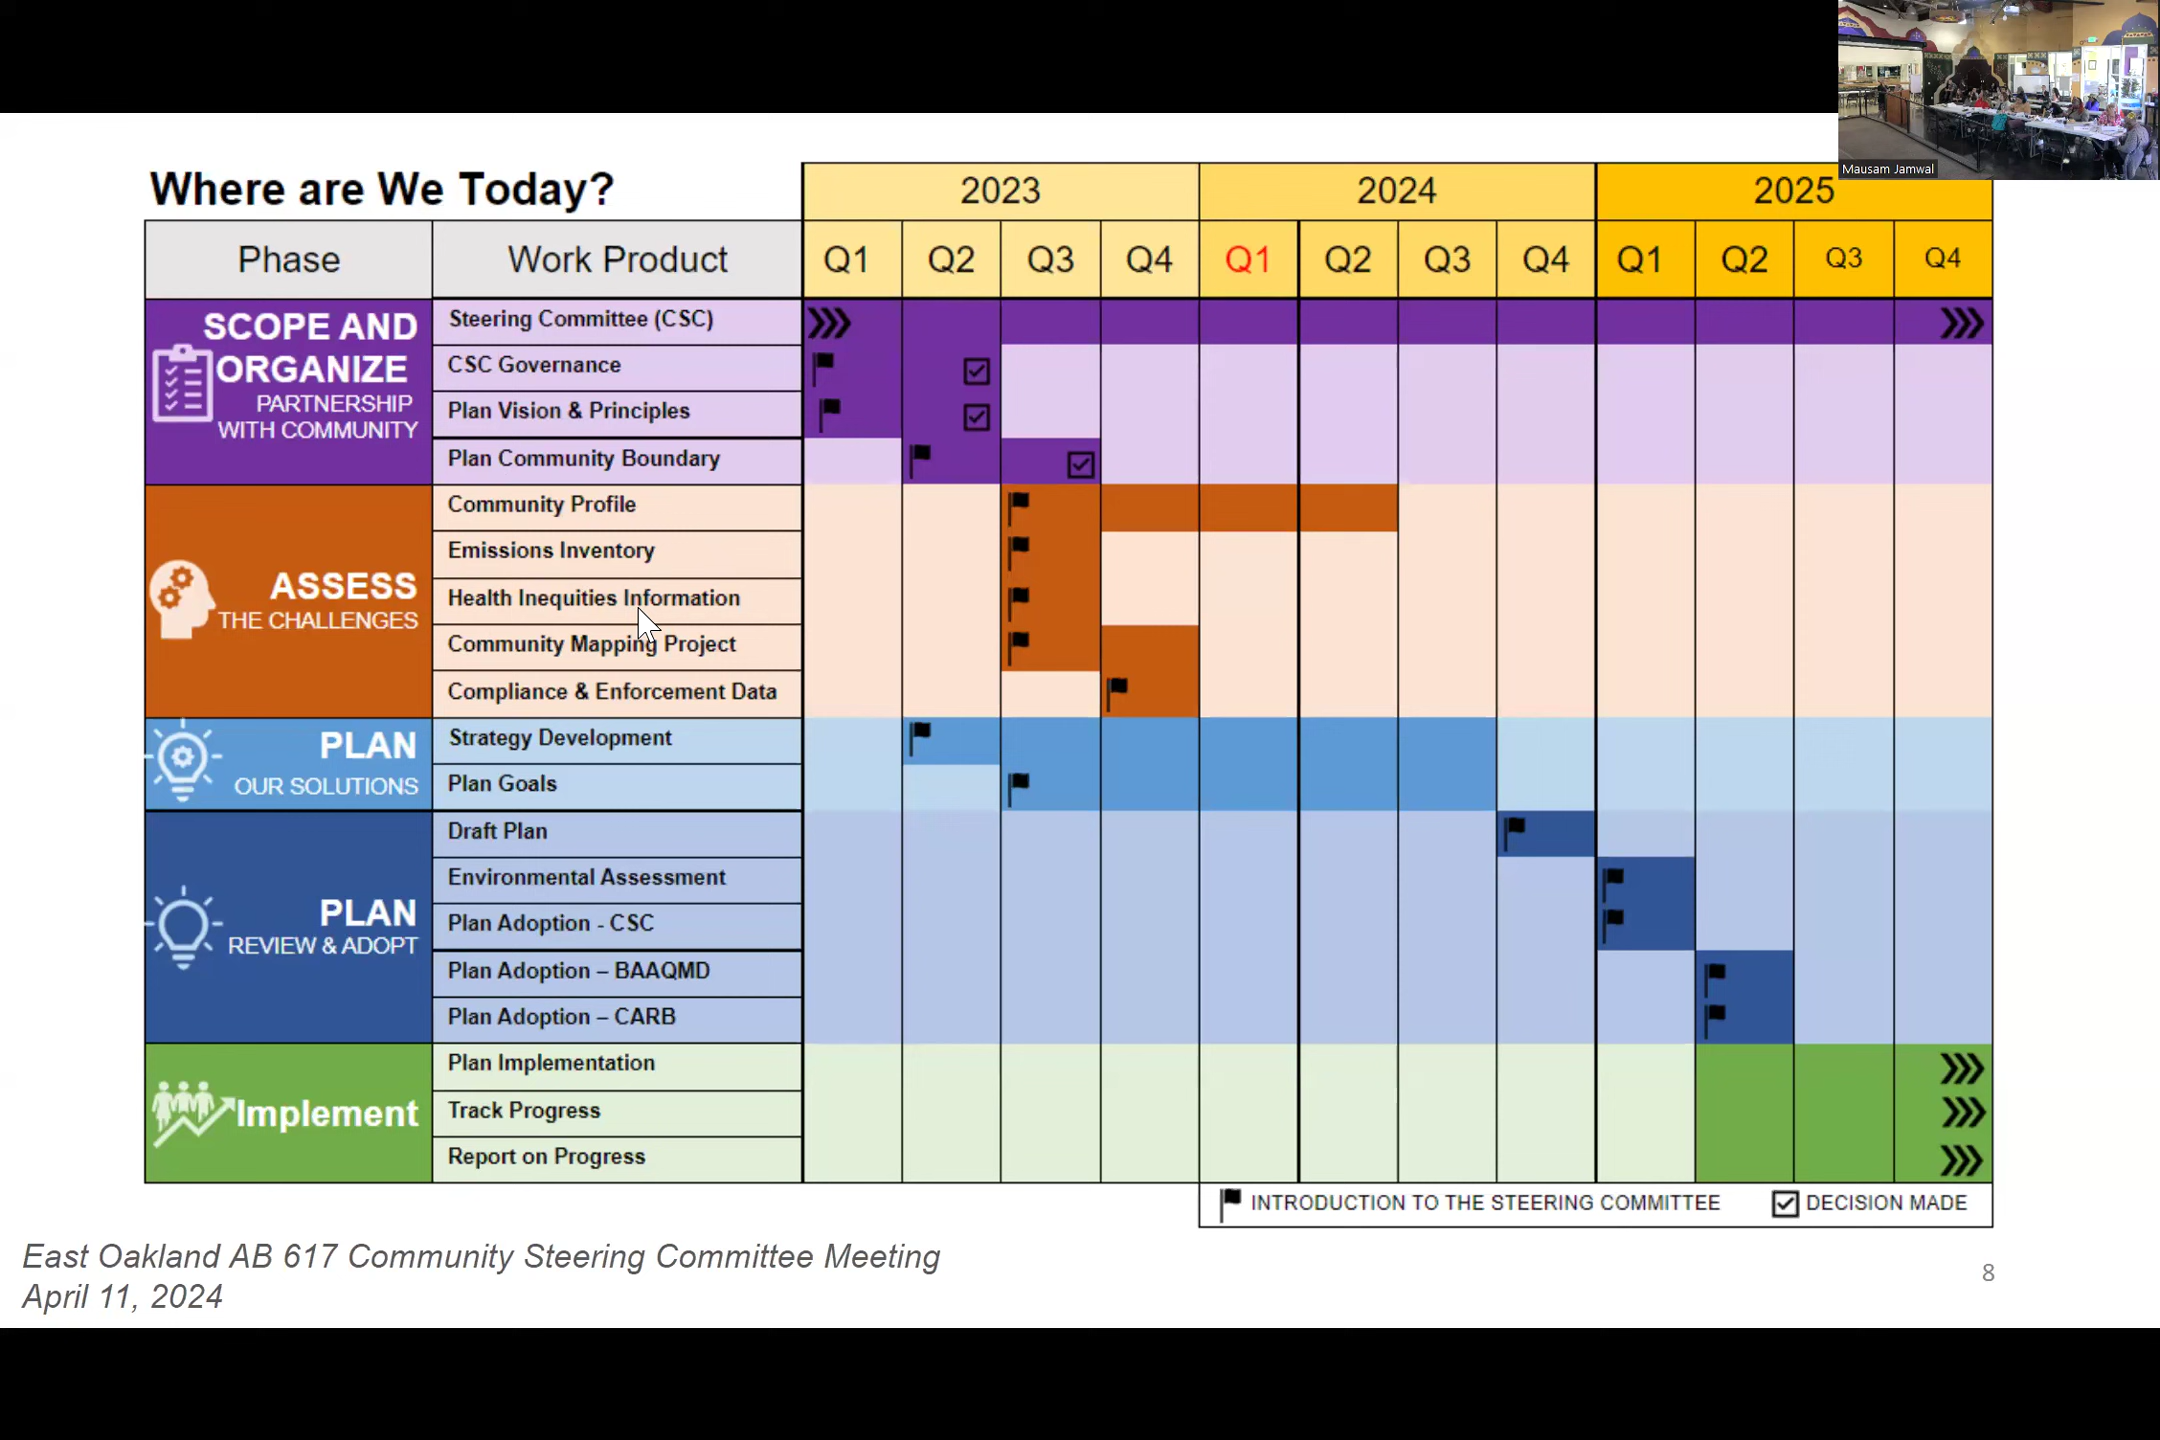 Mausam Jamwal
Where are We Today?
2023
2024
2025
Phase
Work Product
Q1
Q2
Q3
Q4
Q1
Q2
Q3
Q4
Q1
Q2
Q3
Q4
SCOPE AND
ORGANIZE
PARTNERSHIP
WITH COMMUNITY
Steering Committee (CSC)
CSC Governance
Plan Vision & Principles
Plan Community Boundary
ASSESS
THE CHALLENGES
Community Profile
Emissions Inventory
Health Inequities Information
Community Mapping Project
Compliance & Enforcement Data
PLAN
OUR SOLUTIONS
Strategy Development
Plan Goals
PLAN
REVIEW & ADOPT
Draft Plan
Environmental Assessment
Plan Adoption - CSC
Plan Adoption – BAAQMD
Plan Adoption – CARB
Implement
Plan Implementation
Track Progress
Report on Progress
INTRODUCTION TO THE STEERING COMMITTEE
DECISION MADE
East Oakland AB 617 Community Steering Committee Meeting
April 11, 2024
8